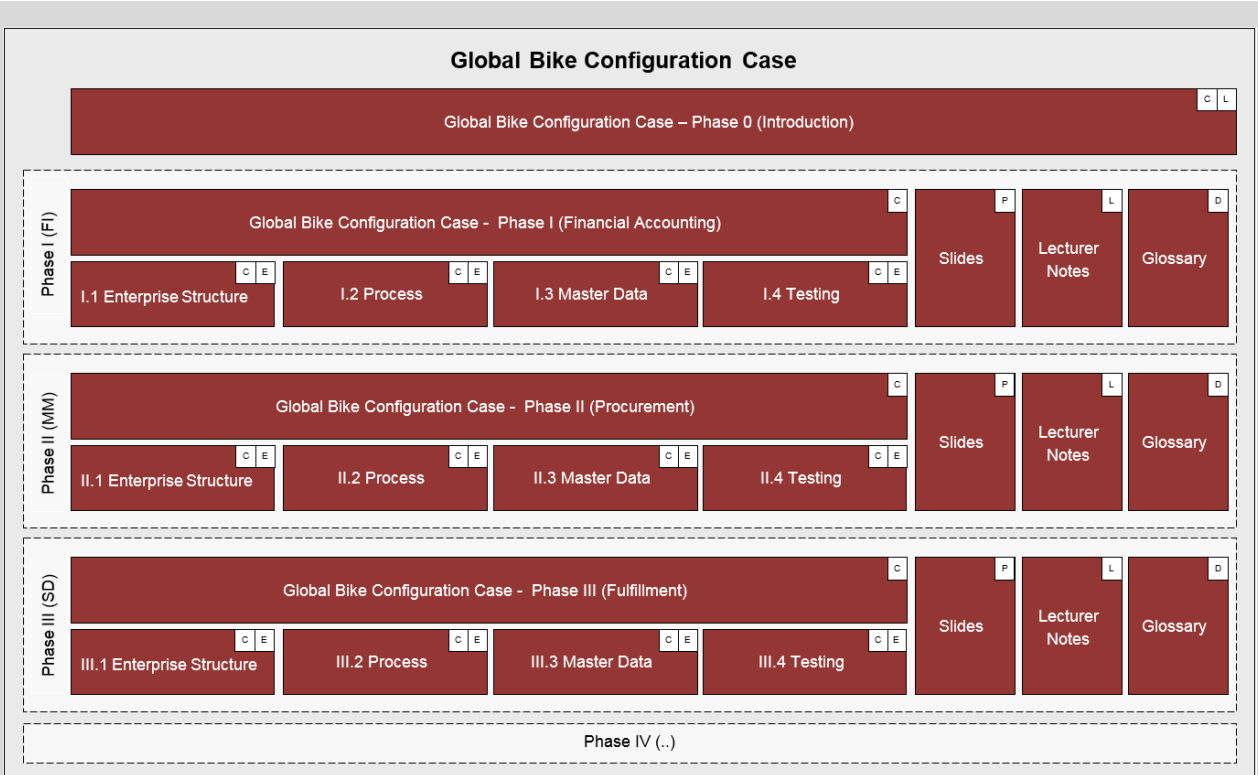 Global Bike Configuration Case
C L
Global Bike Configuration Case – Phase 0 (Introduction)
Phase I (FI)
C
Global Bike Configuration Case - Phase I (Financial Accounting)
P
Slides
L
Lecturer
Notes
D
Glossary
C E
I.1 Enterprise Structure
C E
I.2 Process
C E
I.3 Master Data
C E
I.4 Testing
Phase II (MM)
C
Global Bike Configuration Case - Phase II (Procurement)
P
Slides
L
Lecturer
Notes
D
Glossary
C E
II.1 Enterprise Structure
C E
II.2 Process
C E
II.3 Master Data
C E
II.4 Testing
Phase III (SD)
C
Global Bike Configuration Case - Phase III (Fulfillment)
P
Slides
L
Lecturer
Notes
D
Glossary
C E
III.1 Enterprise Structure
C E
III.2 Process
C E
III.3 Master Data
C E
III.4 Testing
Phase IV (..)